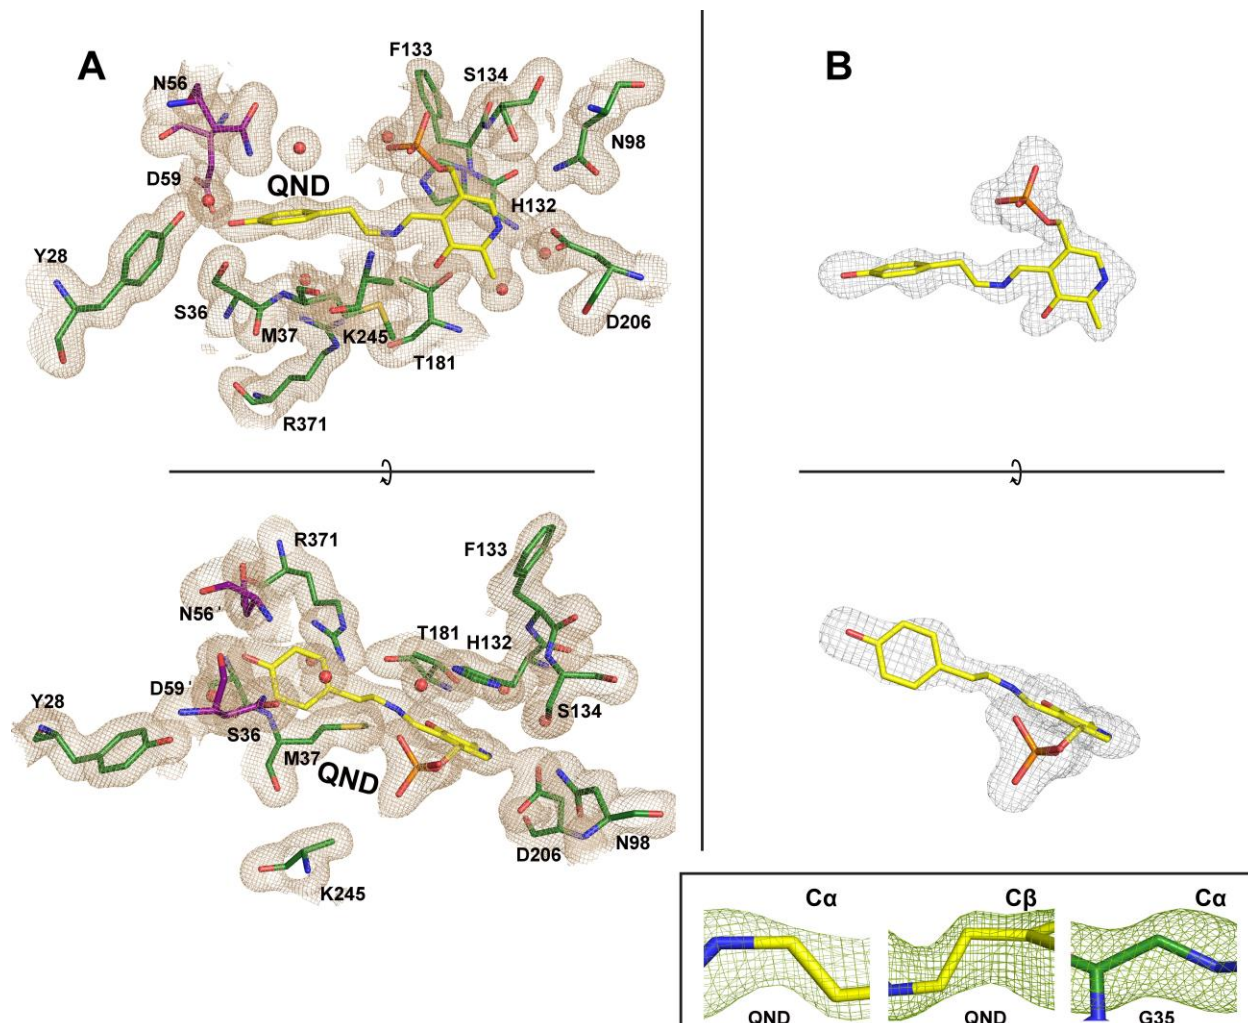 A
N56
F133
S134
N98
D59
QND
H132
Y28
S36
M37
K245
T181
D206
R371
R371
F133
N56'
T181
H132
D59'
Y28
S36
S134
M37
QND
D206
N98
K245
B
Cα
Cβ
Cα
QND
QND
G35